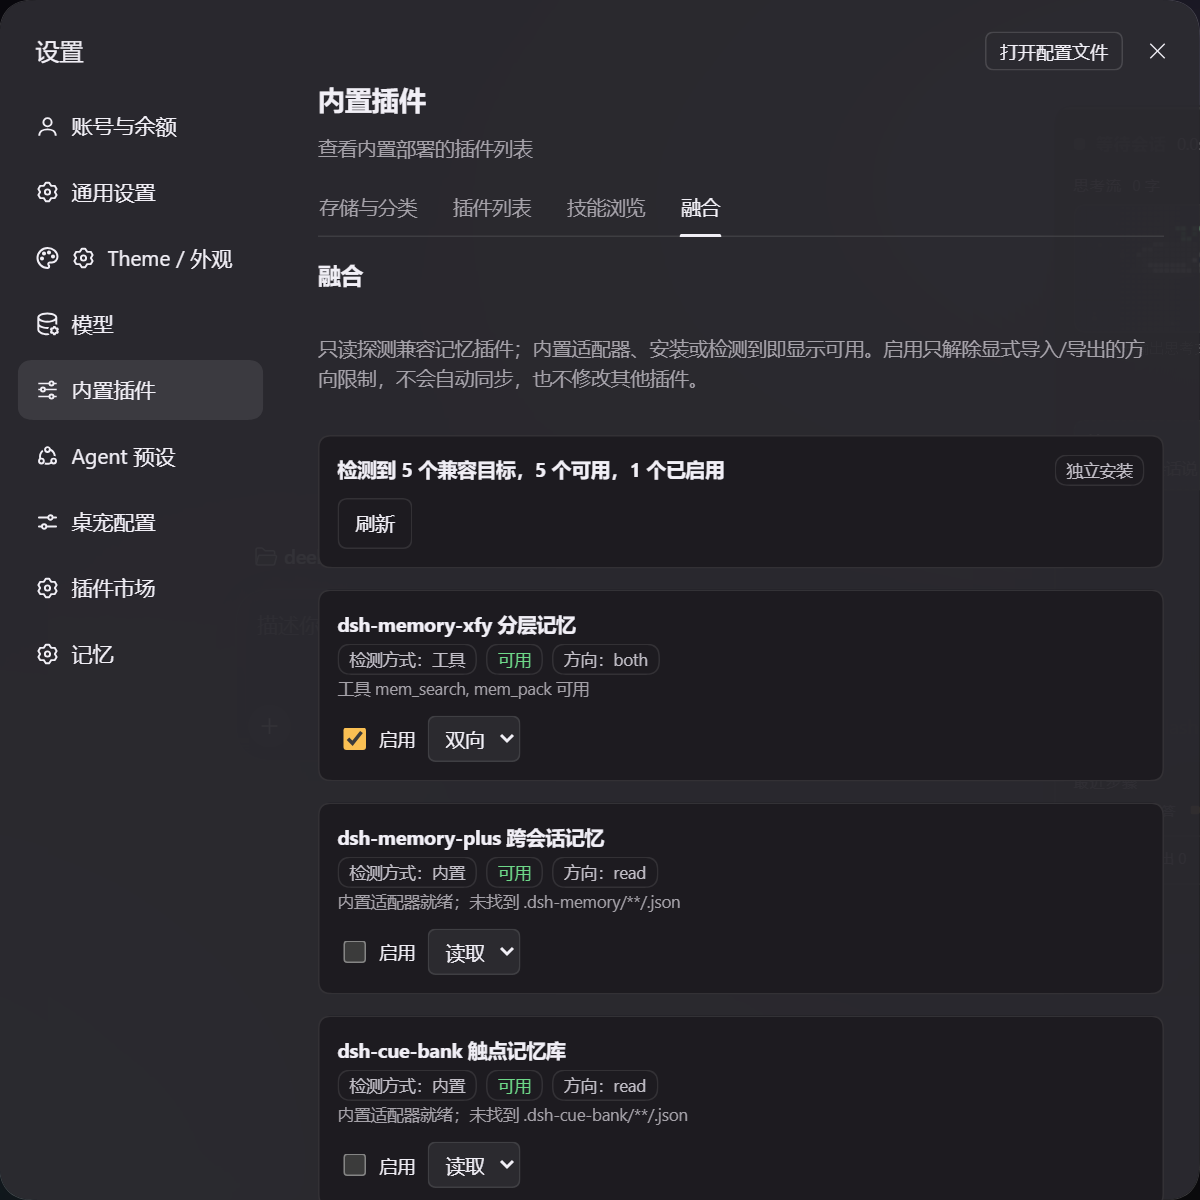 设置
打开配置文件
账号与余额
通用设置
Theme / 外观
模型
内置插件
Agent 预设
桌宠配置
插件市场
记忆
内置插件
查看内置部署的插件列表
存储与分类 插件列表 技能浏览 融合
融合
只读探测兼容记忆插件；内置适配器、安装或检测到即显示可用。启用只解除显式导入/导出的方
向限制，不会自动同步，也不修改其他插件。
检测到 5 个兼容目标，5 个可用，1 个已启用
独立安装
刷新
dsh-memory-xfy 分层记忆
检测方式：工具 可用 方向：both
工具 mem_search, mem_pack 可用
启用 双向
dsh-memory-plus 跨会话记忆
检测方式：内置 可用 方向：read
内置适配器就绪；未找到 .dsh-memory/**/.json
启用 读取
dsh-cue-bank 触点记忆库
检测方式：内置 可用 方向：read
内置适配器就绪；未找到 .dsh-cue-bank/**/.json
启用 读取